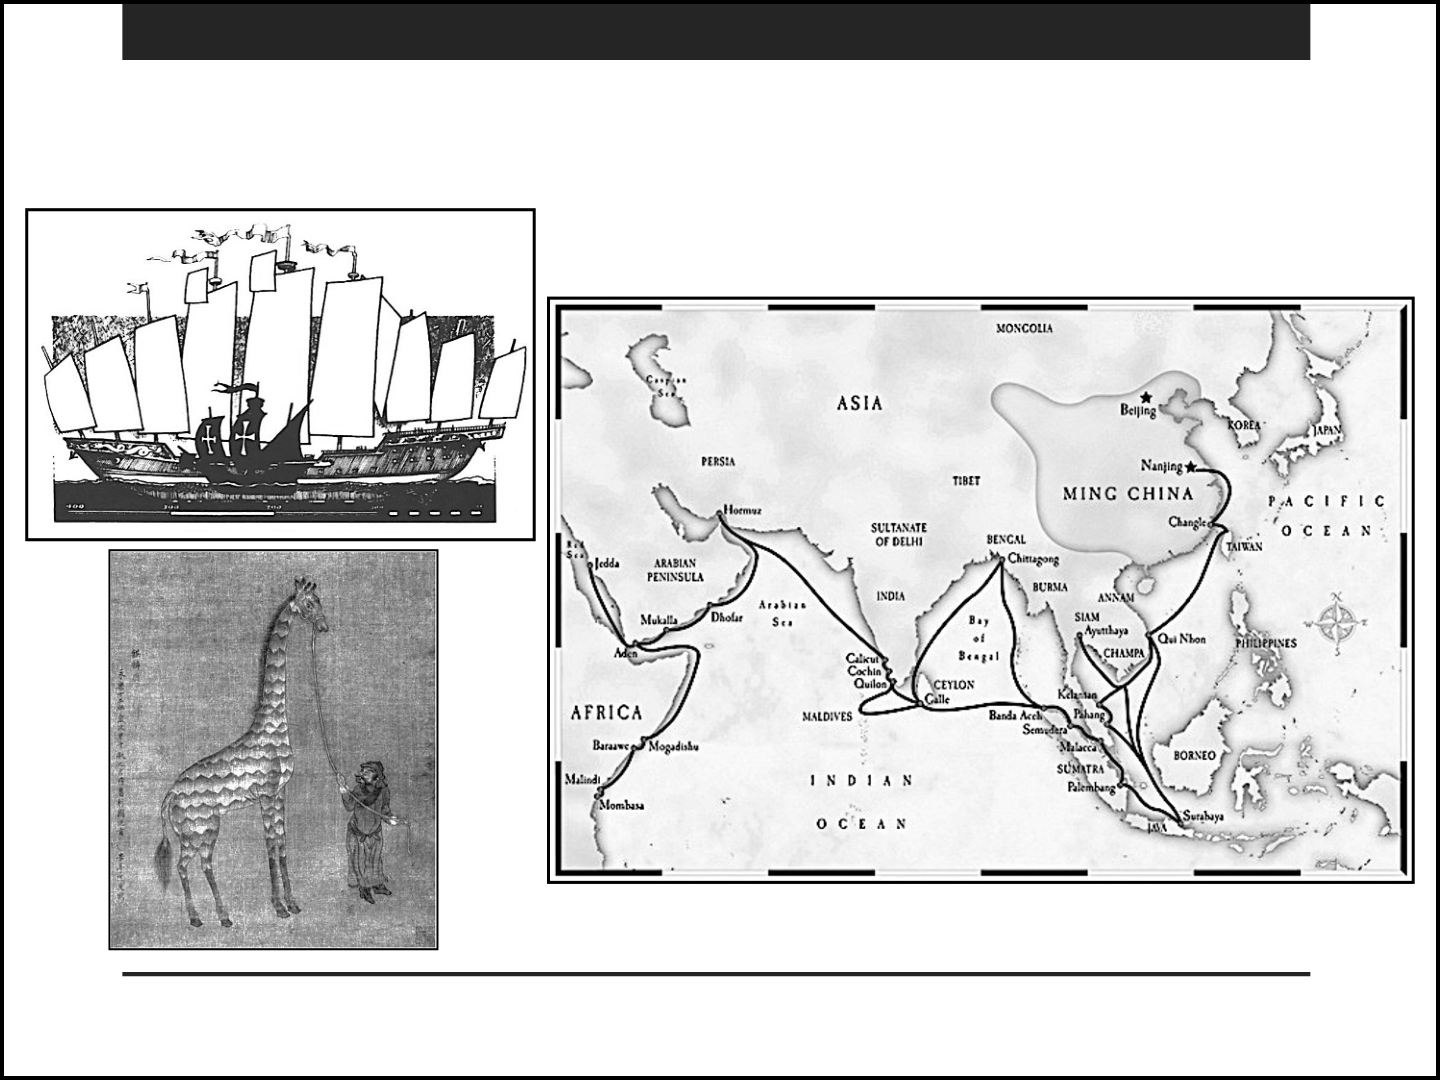 400
300
200
MONGOLIA
Caspian
Sea
ASIA
Beijing
KOREA
JAPAN
PERSIA
TIBET
Nanjing
MING CHINA
PACIFIC
OCEAN
Hormuz
Changle
SULTANATE
OF DELHI
BENGAL
TAIWAN
Red
Sea
Jedda
ARABIAN
PENINSULA
Chittagong
BURMA
INDIA
ANNAM
Arabian
Sea
Mukalla
Dhofar
Bay
of
Bengal
SIAM
Ayutthaya
N
W
E
S
Qui Nhon
PHILIPPINES
Aden
CHAMPA
Calicut
Cochin
Quilon
CEYLON
Galle
Kelantan
AFRICA
MALDIVES
Banda Aceh
Pahang
Semudera
Baraawe
Mogadishu
Malacca
BORNEO
SUMATRA
Malindi
INDIAN
Palembang
Mombasa
OCEAN
Surabaya
JAVA